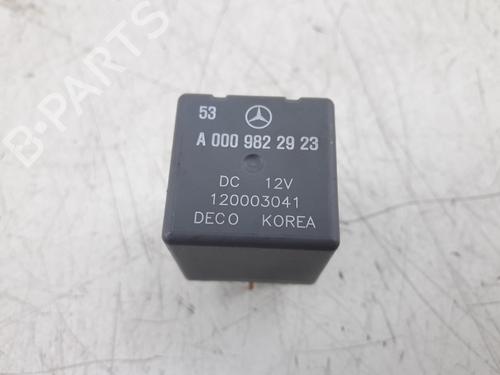 B-PARTS
53
A 000 982 29 23
DC 12V
120003041
DECO KOREA